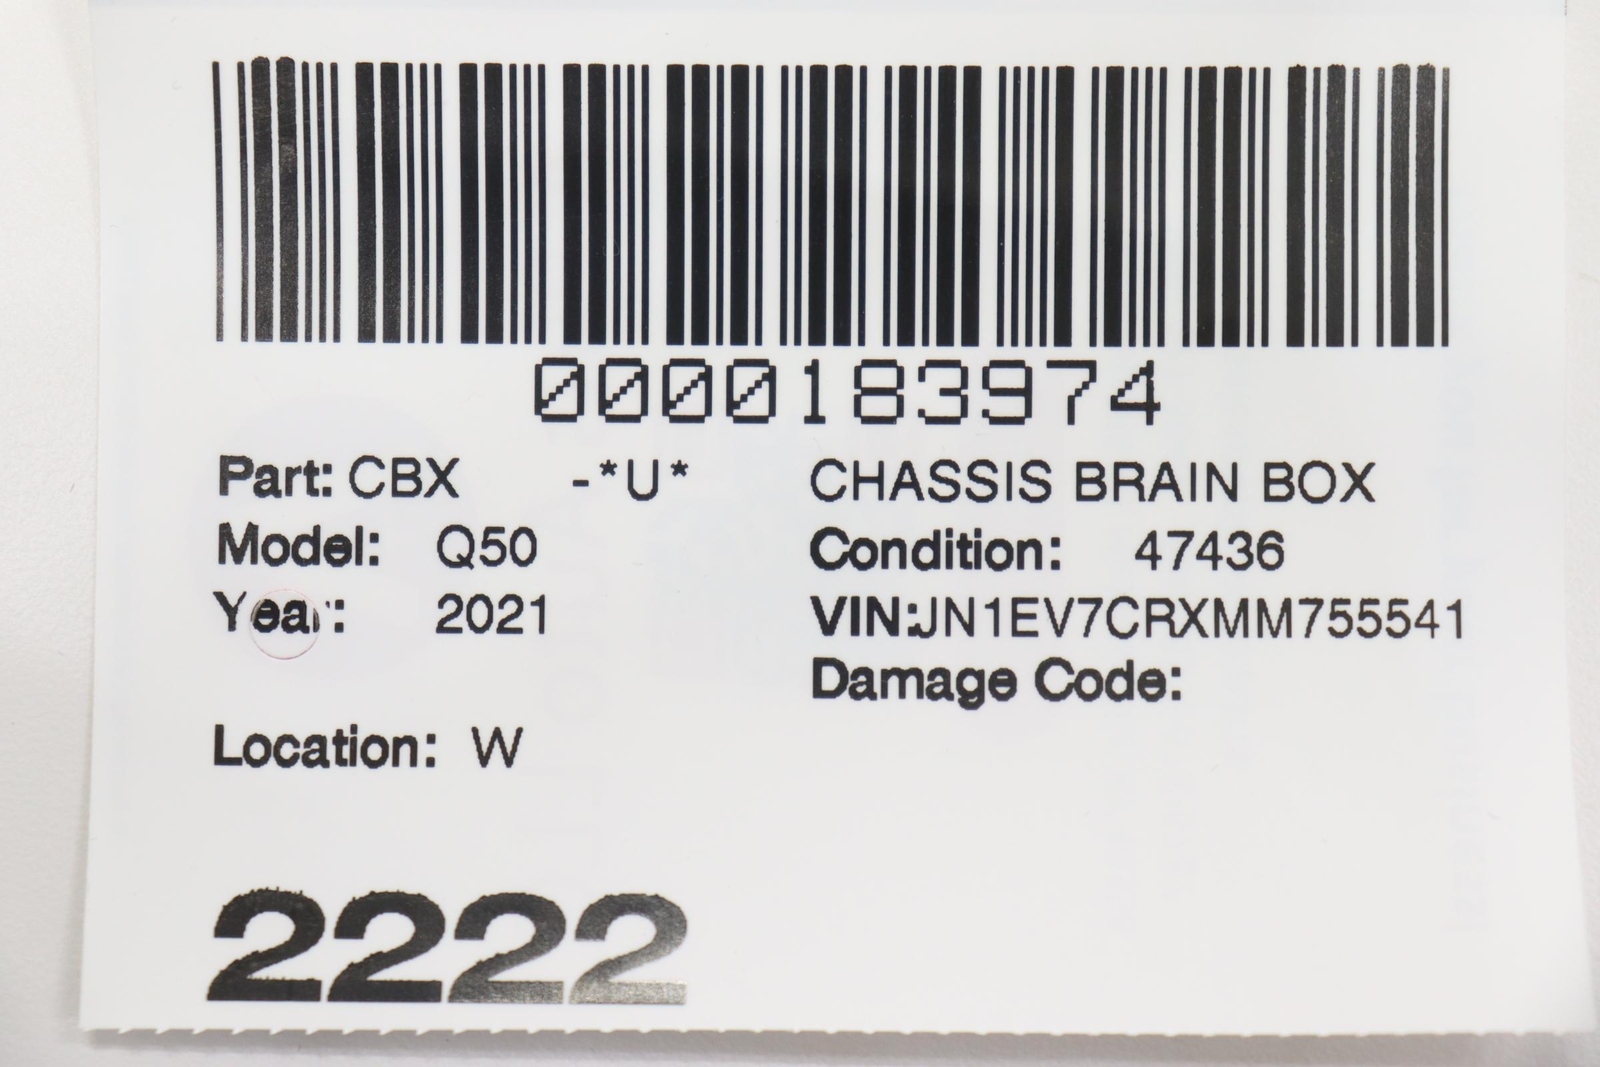 0000183974
Part: CBX -*U* CHASSIS BRAIN BOX
Model: Q50 Condition: 47436
Year: 2021 VIN:JN1EV7CRXMM755541
Damage Code:
Location: W
2222